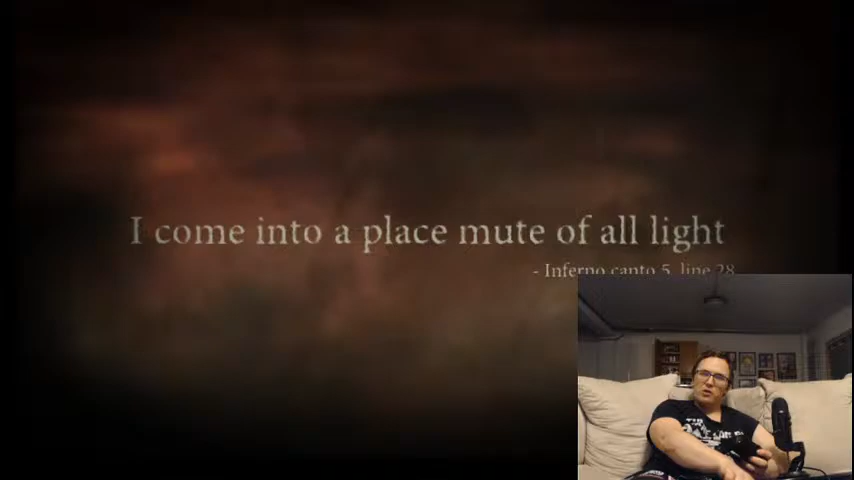 I come into a place mute of all light
- Inferno canto 5, line 28